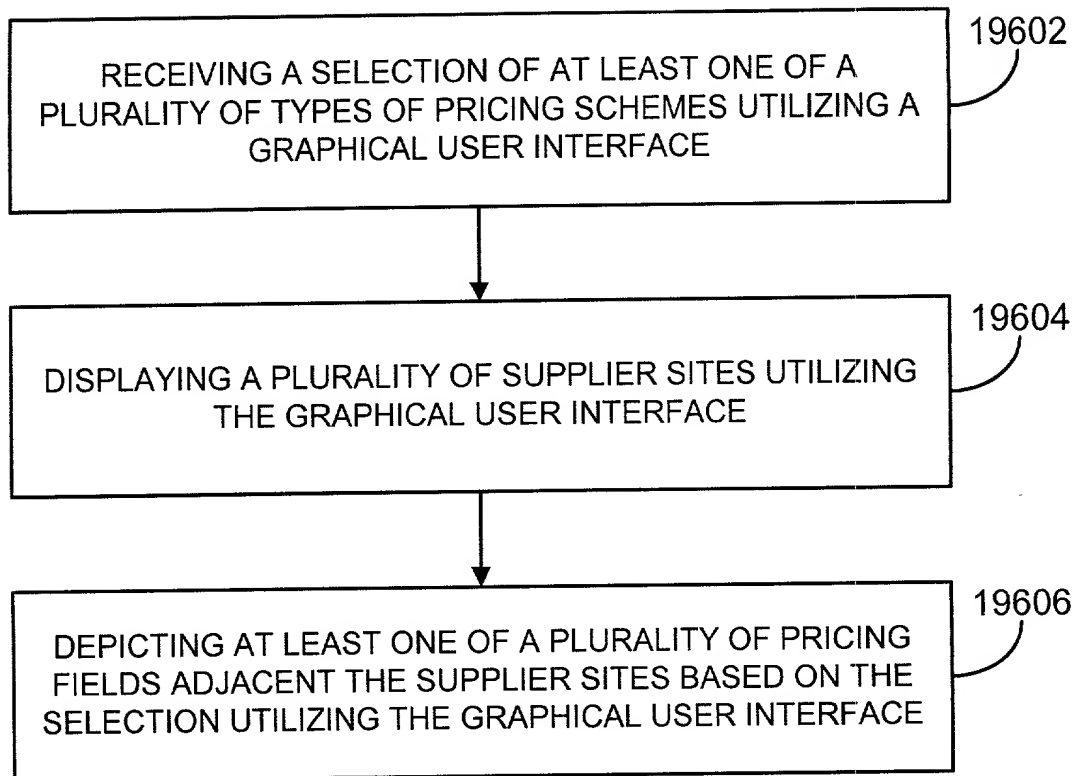 19602
RECEIVING A SELECTION OF AT LEAST ONE OF A
PLURALITY OF TYPES OF PRICING SCHEMES UTILIZING A
GRAPHICAL USER INTERFACE
19604
DISPLAYING A PLURALITY OF SUPPLIER SITES UTILIZING
THE GRAPHICAL USER INTERFACE
19606
DEPICTING AT LEAST ONE OF A PLURALITY OF PRICING
FIELDS ADJACENT THE SUPPLIER SITES BASED ON THE
SELECTION UTILIZING THE GRAPHICAL USER INTERFACE